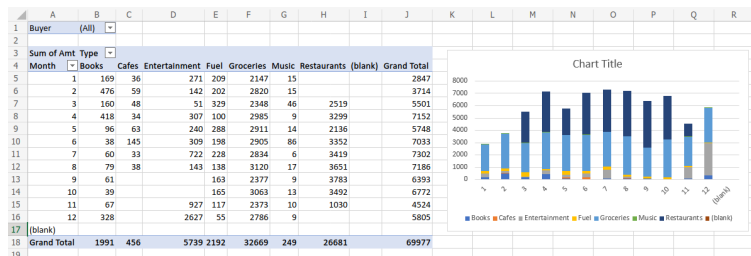 A B C D E F G H I J K L M N O P Q R
1 Buyer (All)
2
3 Sum of Amt Type
4 Month Books Cafes Entertainment Fuel Groceries Music Restaurants (blank) Grand Total
5 1 169 36 271 209 2147 15 2847
6 2 476 59 142 202 2820 15 3714
7 3 160 48 51 329 2348 46 2519 5501
8 4 418 34 307 100 2985 9 3299 7152
9 5 96 63 240 288 2911 14 2136 5748
10 6 38 145 309 198 2905 86 3352 7033
11 7 60 33 722 228 2834 6 3419 7302
12 8 79 38 143 138 3120 17 3651 7186
13 9 61 163 2377 9 3783 6393
14 10 39 165 3063 13 3492 6772
15 11 67 927 117 2373 10 1030 4524
16 12 328 2627 55 2786 9 5805
17 (blank)
18 Grand Total 1991 456 5739 2192 32669 249 26681 69977
19
Chart Title
8000
7000
6000
5000
4000
3000
2000
1000
0
1 2 3 4 5 6 7 8 9 10 11 12 (blank)
Books Cafes Entertainment Fuel Groceries Music Restaurants (blank)